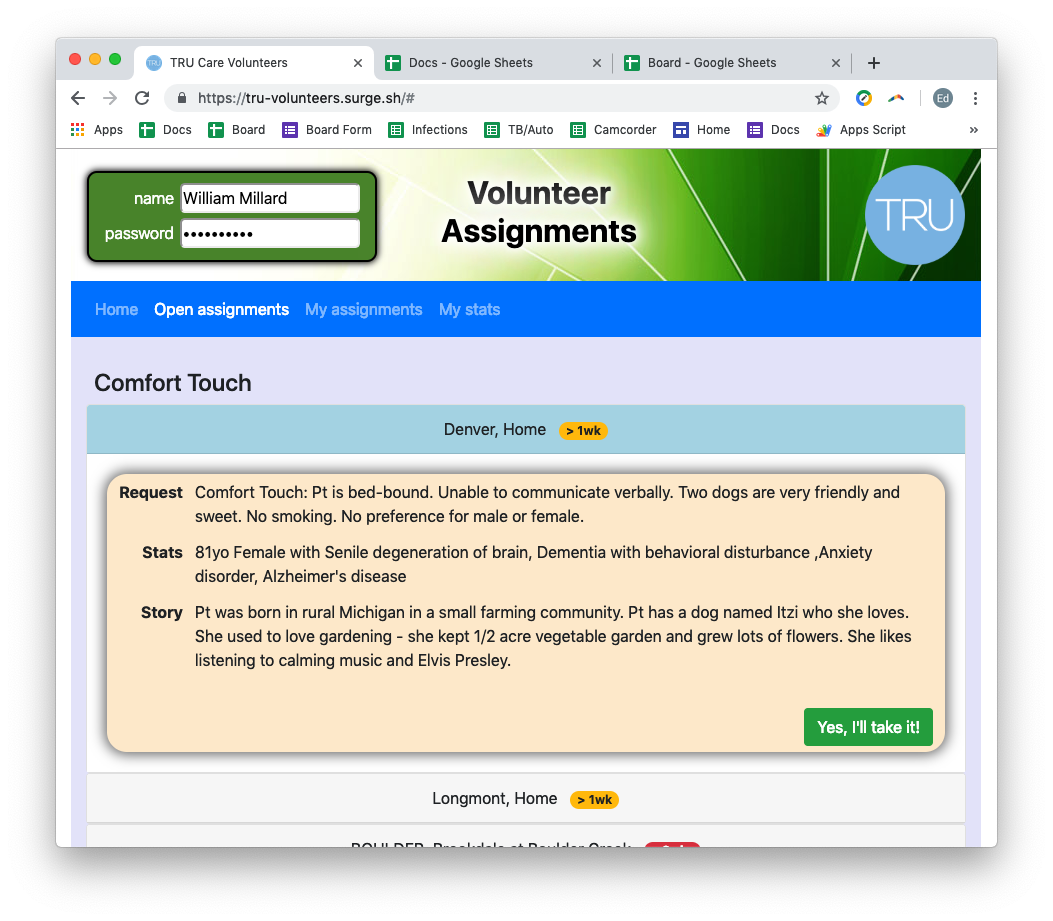 TRU Care Volunteers
Docs - Google Sheets
Board - Google Sheets
https://tru-volunteers.surge.sh/#
Ed
Apps
Docs
Board
Board Form
Infections
TB/Auto
Camcorder
Home
Docs
Apps Script
»
name William Millard
password ••••••••••
Volunteer
Assignments
TRU
Home Open assignments My assignments My stats
Comfort Touch
Denver, Home > 1wk
Request Comfort Touch: Pt is bed-bound. Unable to communicate verbally. Two dogs are very friendly and
sweet. No smoking. No preference for male or female.
Stats 81yo Female with Senile degeneration of brain, Dementia with behavioral disturbance ,Anxiety
disorder, Alzheimer's disease
Story Pt was born in rural Michigan in a small farming community. Pt has a dog named Itzi who she loves.
She used to love gardening - she kept 1/2 acre vegetable garden and grew lots of flowers. She likes
listening to calming music and Elvis Presley.
Yes, I'll take it!
Longmont, Home > 1wk
BOULDER, Brookdale at Boulder Creek